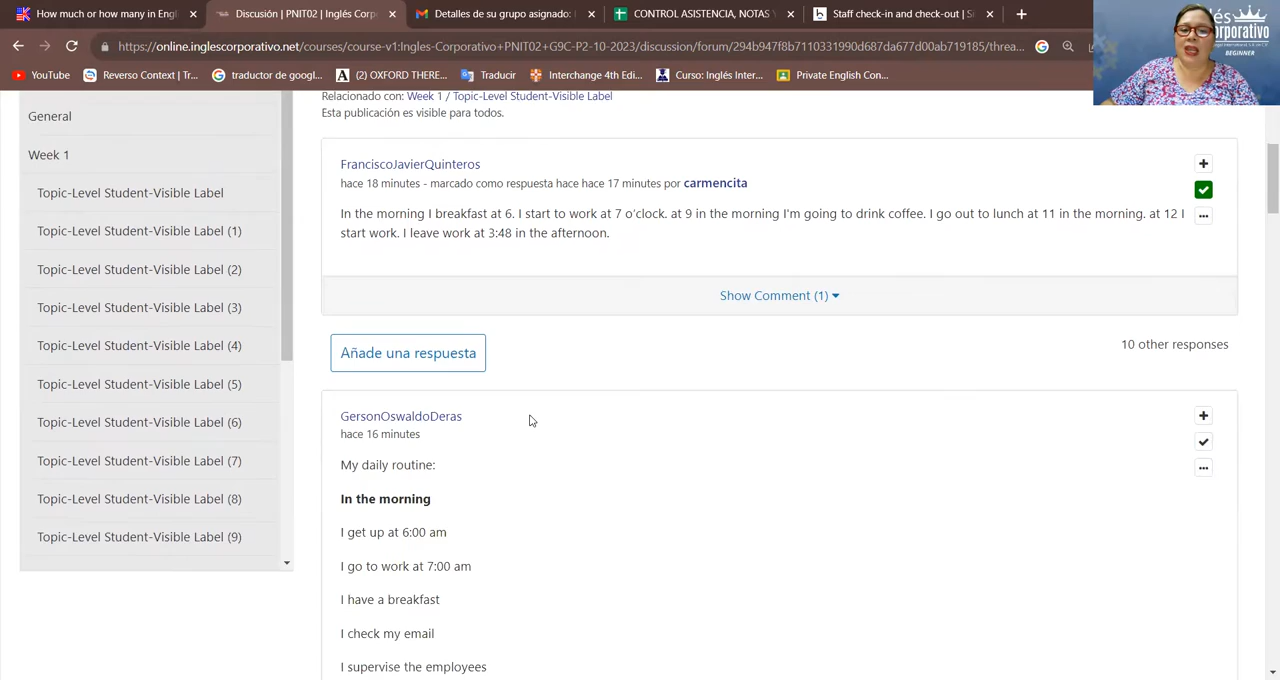 How much or how many in Engl
Discusión | PNIT02 | Inglés Corp
Detalles de su grupo asignado:
CONTROL ASISTENCIA, NOTAS
Staff check-in and check-out | Si
https://online.inglescorporativo.net/courses/course-v1:Ingles-Corporativo+PNIT02+G9C-P2-10-2023/discussion/forum/294b947f8b7110331990d687da677d00ab719185/threa...
YouTube
Reverso Context | Tr...
traductor de googl...
(2) OXFORD THERE...
Traducir
Interchange 4th Edi...
Curso: Inglés Inter...
Private English Con...
Corporativo
BEGINNER
General
Week 1
Topic-Level Student-Visible Label
Topic-Level Student-Visible Label (1)
Topic-Level Student-Visible Label (2)
Topic-Level Student-Visible Label (3)
Topic-Level Student-Visible Label (4)
Topic-Level Student-Visible Label (5)
Topic-Level Student-Visible Label (6)
Topic-Level Student-Visible Label (7)
Topic-Level Student-Visible Label (8)
Topic-Level Student-Visible Label (9)
Relacionado con: Week 1 / Topic-Level Student-Visible Label
Esta publicación es visible para todos.
FranciscoJavierQuinteros
hace 18 minutes - marcado como respuesta hace hace 17 minutes por carmencita
In the morning I breakfast at 6. I start to work at 7 o'clock. at 9 in the morning I'm going to drink coffee. I go out to lunch at 11 in the morning. at 12 I
start work. I leave work at 3:48 in the afternoon.
Show Comment (1)
Añade una respuesta
10 other responses
GersonOswaldoDeras
hace 16 minutes
My daily routine:
In the morning
I get up at 6:00 am
I go to work at 7:00 am
I have a breakfast
I check my email
I supervise the employees